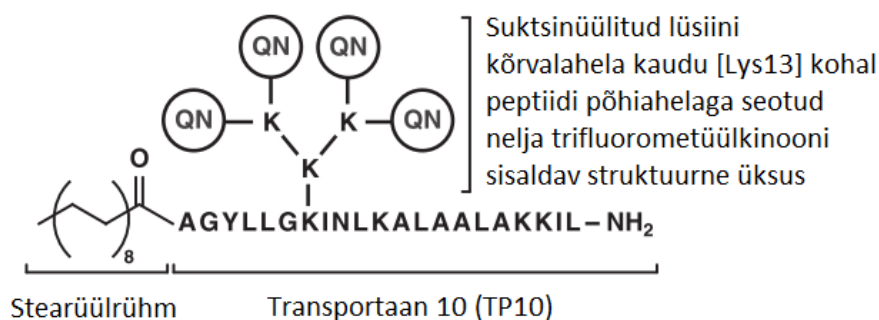 QN QN
QN K K QN
K
Suktsinüülitud lüsiini
kõrvalahela kaudu [Lys13] kohal
peptiidi põhiahelaga seotud
nelja trifluorometüülkinooni
sisaldav struktuurne üksus
O
8
AGYLLGKINLKALAALAKKIL – NH₂
Stearüülrühm
Transportaan 10 (TP10)